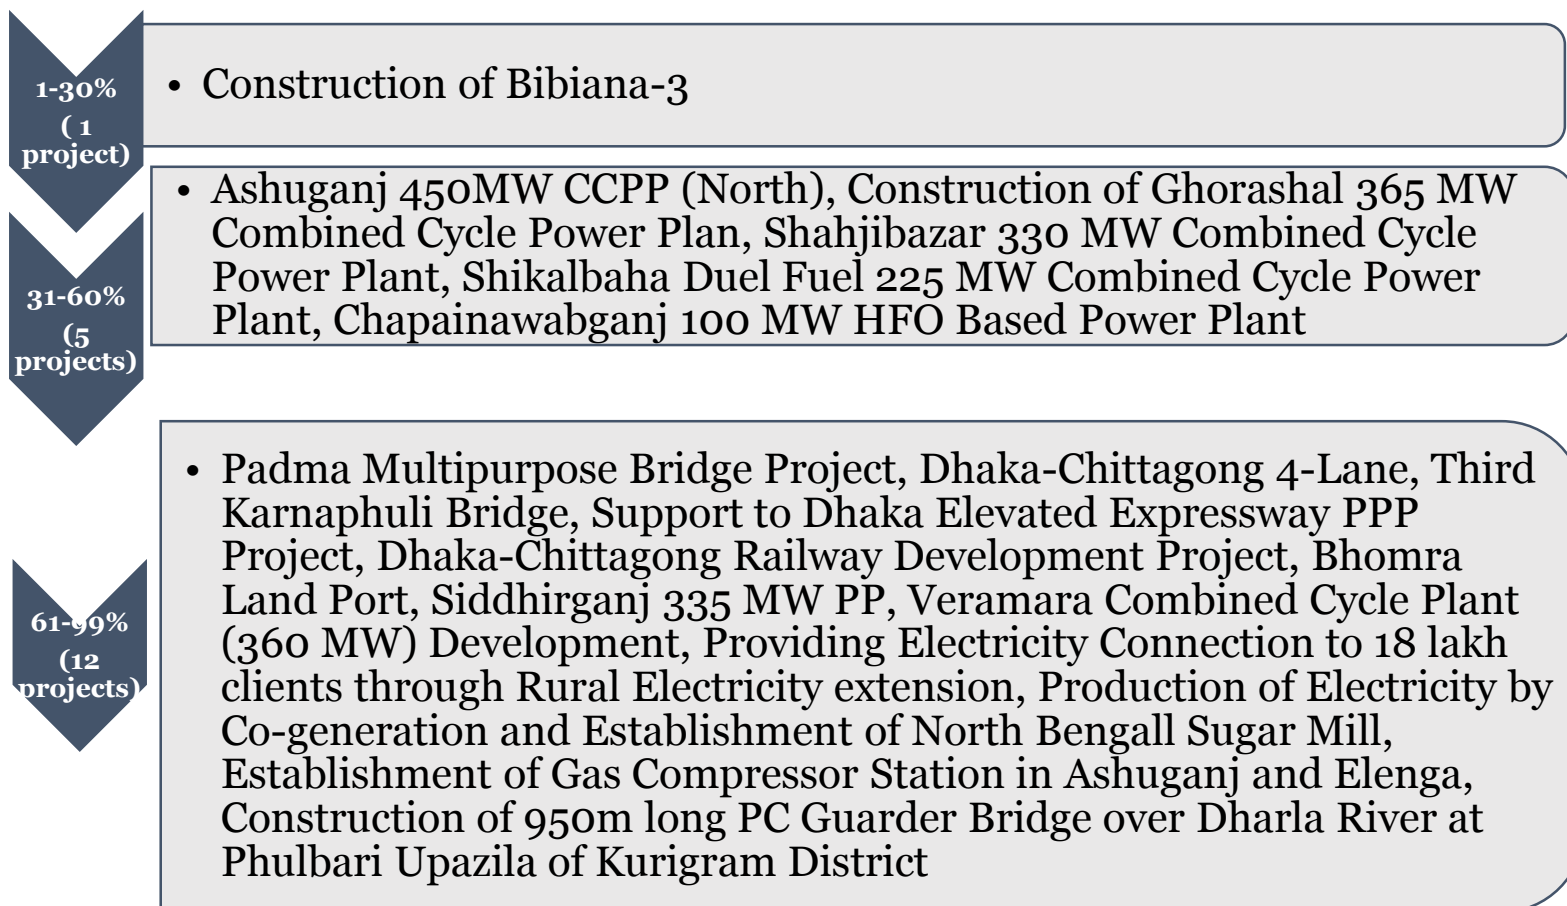 1-30%
( 1
project)
• Construction of Bibiana-3
31-60%
(5
projects)
• Ashuganj 450MW CCPP (North), Construction of Ghorashal 365 MW
Combined Cycle Power Plan, Shahjibazar 330 MW Combined Cycle
Power Plant, Shikalbaha Duel Fuel 225 MW Combined Cycle Power
Plant, Chapainawabganj 100 MW HFO Based Power Plant
61-99%
(12
projects)
• Padma Multipurpose Bridge Project, Dhaka-Chittagong 4-Lane, Third
Karnaphuli Bridge, Support to Dhaka Elevated Expressway PPP
Project, Dhaka-Chittagong Railway Development Project, Bhomra
Land Port, Siddhirganj 335 MW PP, Veramara Combined Cycle Plant
(360 MW) Development, Providing Electricity Connection to 18 lakh
clients through Rural Electricity extension, Production of Electricity by
Co-generation and Establishment of North Bengall Sugar Mill,
Establishment of Gas Compressor Station in Ashuganj and Elenga,
Construction of 950m long PC Guarder Bridge over Dharla River at
Phulbari Upazila of Kurigram District